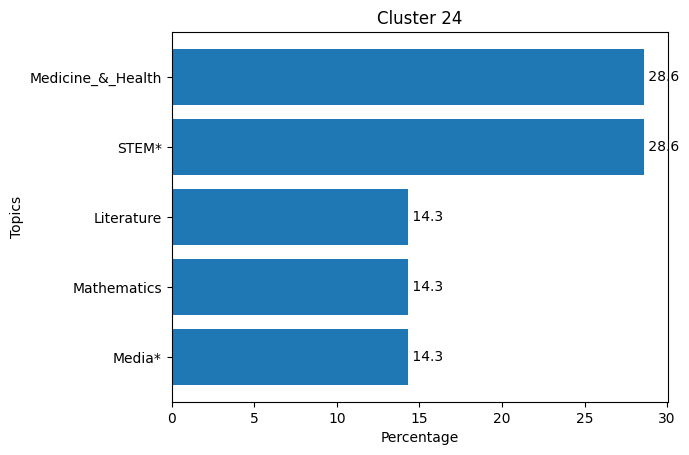 Cluster 24
Medicine_&_Health
28.6
STEM*
28.6
Literature
14.3
Mathematics
14.3
Media*
14.3
Topics
0 5 10 15 20 25 30
Percentage